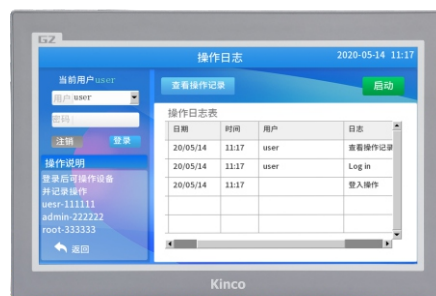 G2
操作日志
2020-05-14 11:17
当前用户user
用户 user
密码
注销
登录
操作说明
登录后可操作设备
并记录操作
uesr-111111
admin-222222
root-333333
返回
查看操作记录
启动
操作日志表
日期 时间 用户 日志
20/05/14 11:17 user 查看操作记录
20/05/14 11:17 user Log in
20/05/14 11:17 登入操作
Kinco